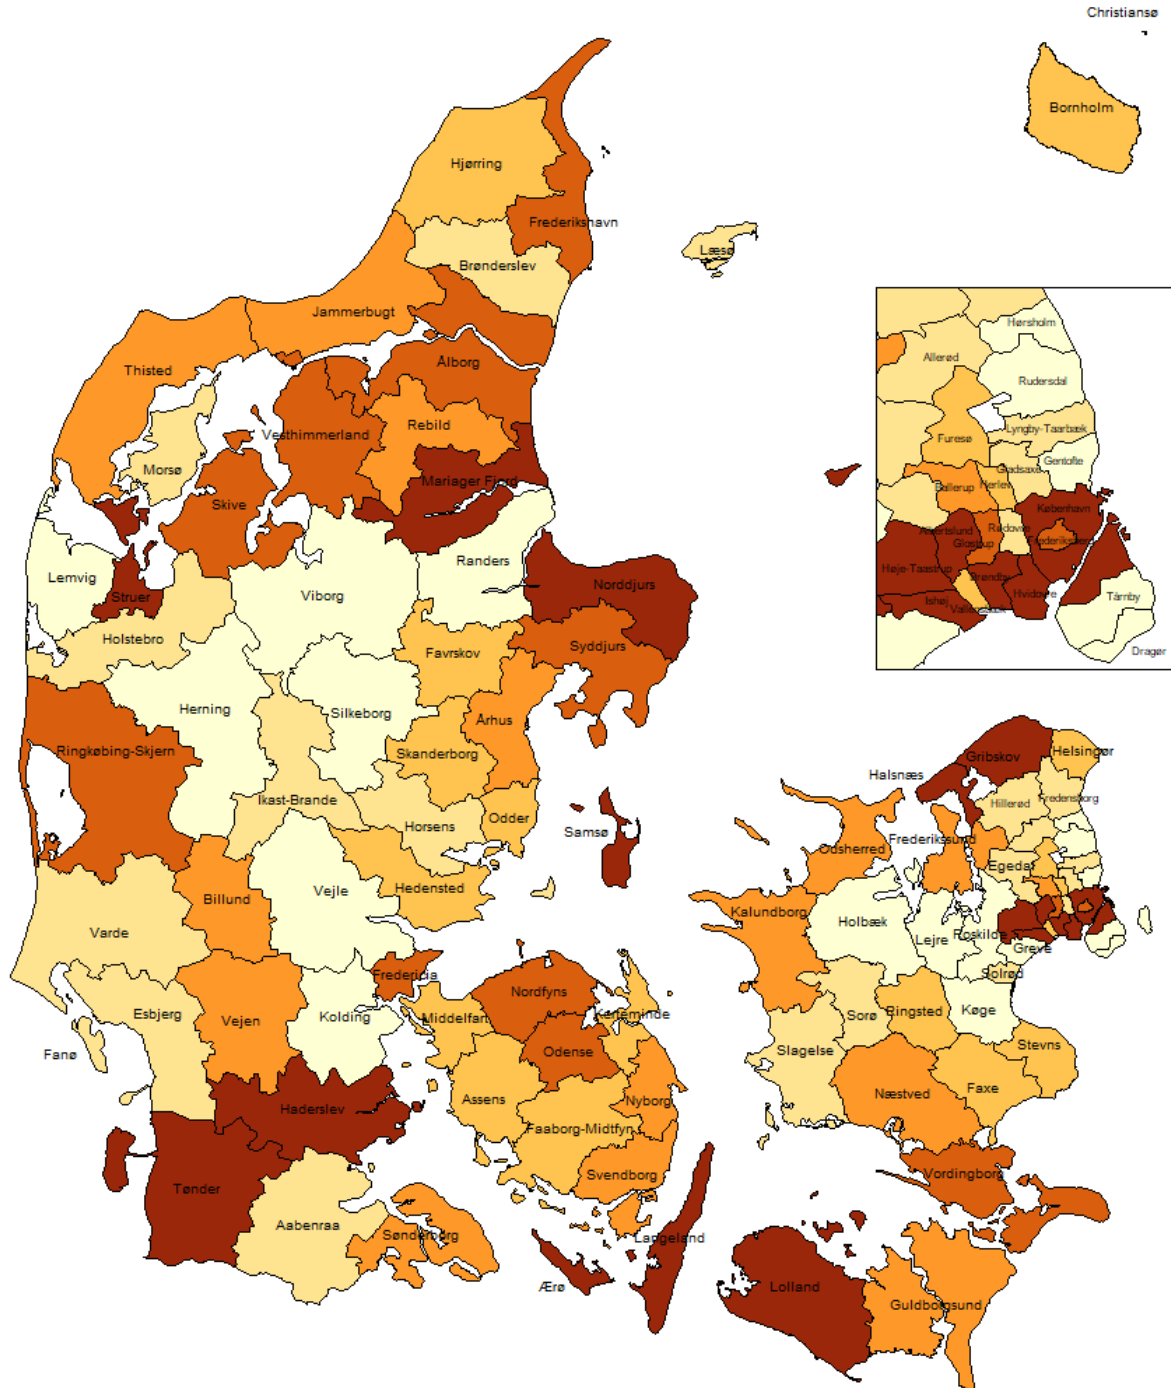 Christiansø
Bornholm
Hjørring
Frederikshavn
Læsø
Brønderslev
Jammerbugt
Ålborg
Thisted
Vesthimmerland
Rebild
Morsø
Mariager Fjord
Skive
Randers
Lemvig
Viborg
Norddjurs
Struer
Holstebro
Favrskov
Syddjurs
Herning
Silkeborg
Århus
Ringkøbing-Skjern
Skanderborg
Ikast-Brande
Horsens
Odder
Samsø
Vejle
Hedensted
Billund
Varde
Fredericia
Esbjerg
Vejen
Kolding
Fanø
Haderslev
Tønder
Aabenraa
Sønderborg
Nordfyns
Middelfart
Kerteminde
Odense
Assens
Nyborg
Faaborg-Midtfyn
Svendborg
Langeland
Ærø
Hørsholm
Allerød
Rudersdal
Lyngby-Taarbæk
Furesø
Gentofte
Gladsaxe
Ballerup
Herlev
København
Albertslund
Rødovre
Glostrup
Frederiksberg
Høje-Taastrup
Brøndby
Hvidovre
Ishøj
Vallensbæk
Tårnby
Dragør
Gribskov
Helsingør
Halsnæs
Hillerød
Fredensborg
Frederikssund
Odsherred
Egedal
Kalundborg
Holbæk
Lejre
Roskilde
Greve
Solrød
Sorø
Ringsted
Køge
Slagelse
Stevns
Næstved
Faxe
Vordingborg
Lolland
Guldborgsund